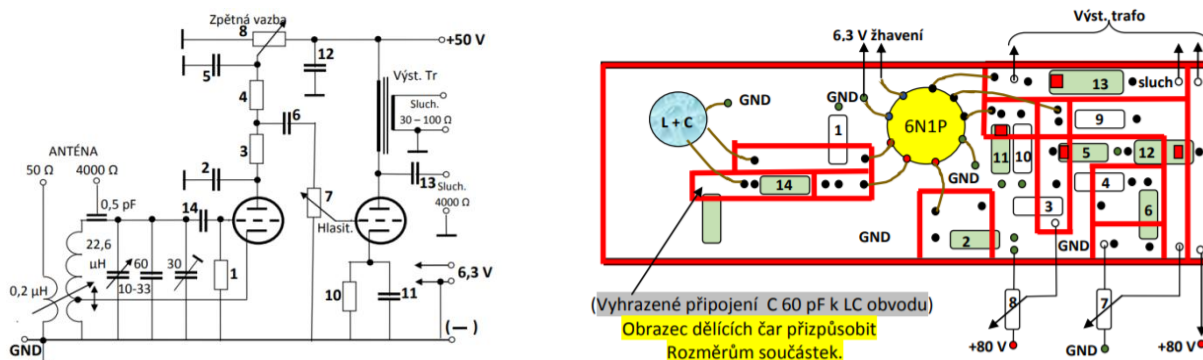 Zpětná vazba
8
+50 V
12
5
4
Výst. Tr
6
Sluch.
30 – 100 Ω
3
ANTÉNA
50 Ω
4000 Ω
2
13
Sluch.
4000 Ω
0,5 pF
14
7
Hlasit.
22,6
µH
60
30
10-33
1
0,2 µH
6,3 V
10
11
(—)
GND
Výst. trafo
6,3 V žhavení
13
sluch
GND
GND
L + C
1
6N1P
9
11
10
5
12
GND
14
4
3
6
GND
2
GND
(Vyhrazené připojení C 60 pF k LC obvodu)
8
7
Obrazec dělících čar přizpůsobit
Rozměrům součástek.
+80 V
GND
+80 V